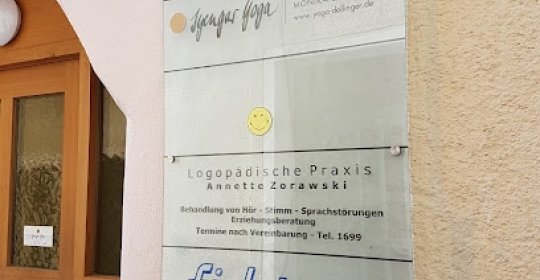 Iyengar Yoga
www.yoga-dellinger.de
Logopädische Praxis
Annette Zorawski
Behandlung von Hör - Stimm - Sprachstörungen
Erziehungsberatung
Termine nach Vereinbarung - Tel. 1699